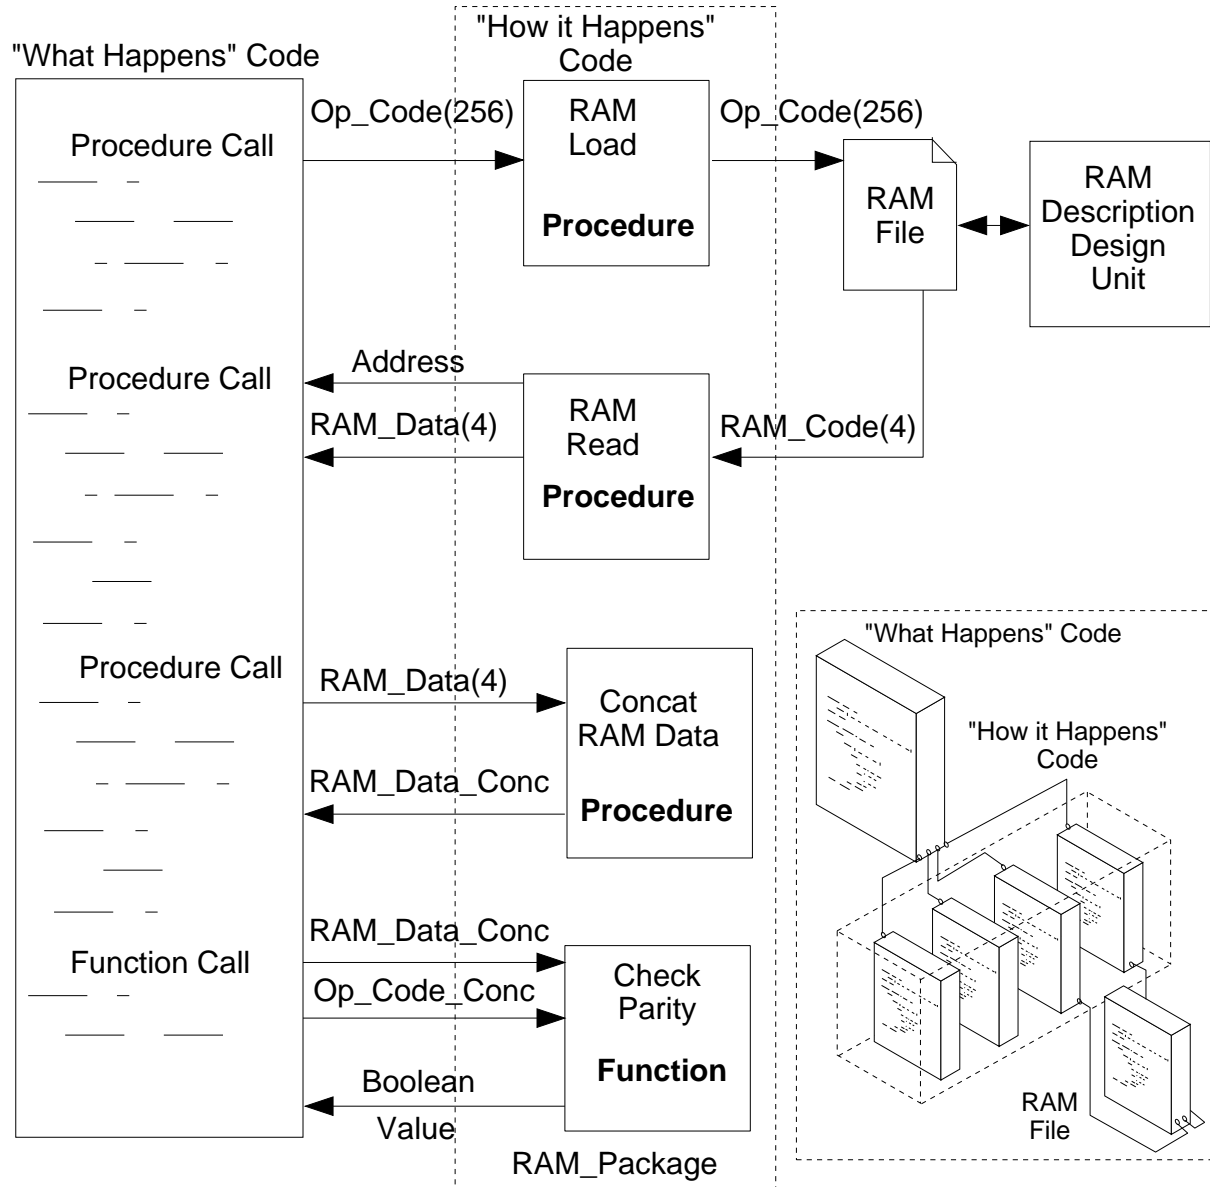 "How it Happens"
Code
"What Happens" Code
Op_Code(256)
RAM
Load
Procedure
Op_Code(256)
Procedure Call
RAM
File
RAM
Description
Design
Unit
Address
Procedure Call
RAM_Data(4)
RAM
Read
Procedure
RAM_Code(4)
Procedure Call
RAM_Data(4)
Concat
RAM Data
Procedure
RAM_Data_Conc
RAM_Data_Conc
Function Call
Op_Code_Conc
Check
Parity
Function
Boolean
Value
RAM_Package
"What Happens" Code
"How it Happens"
Code
RAM
File